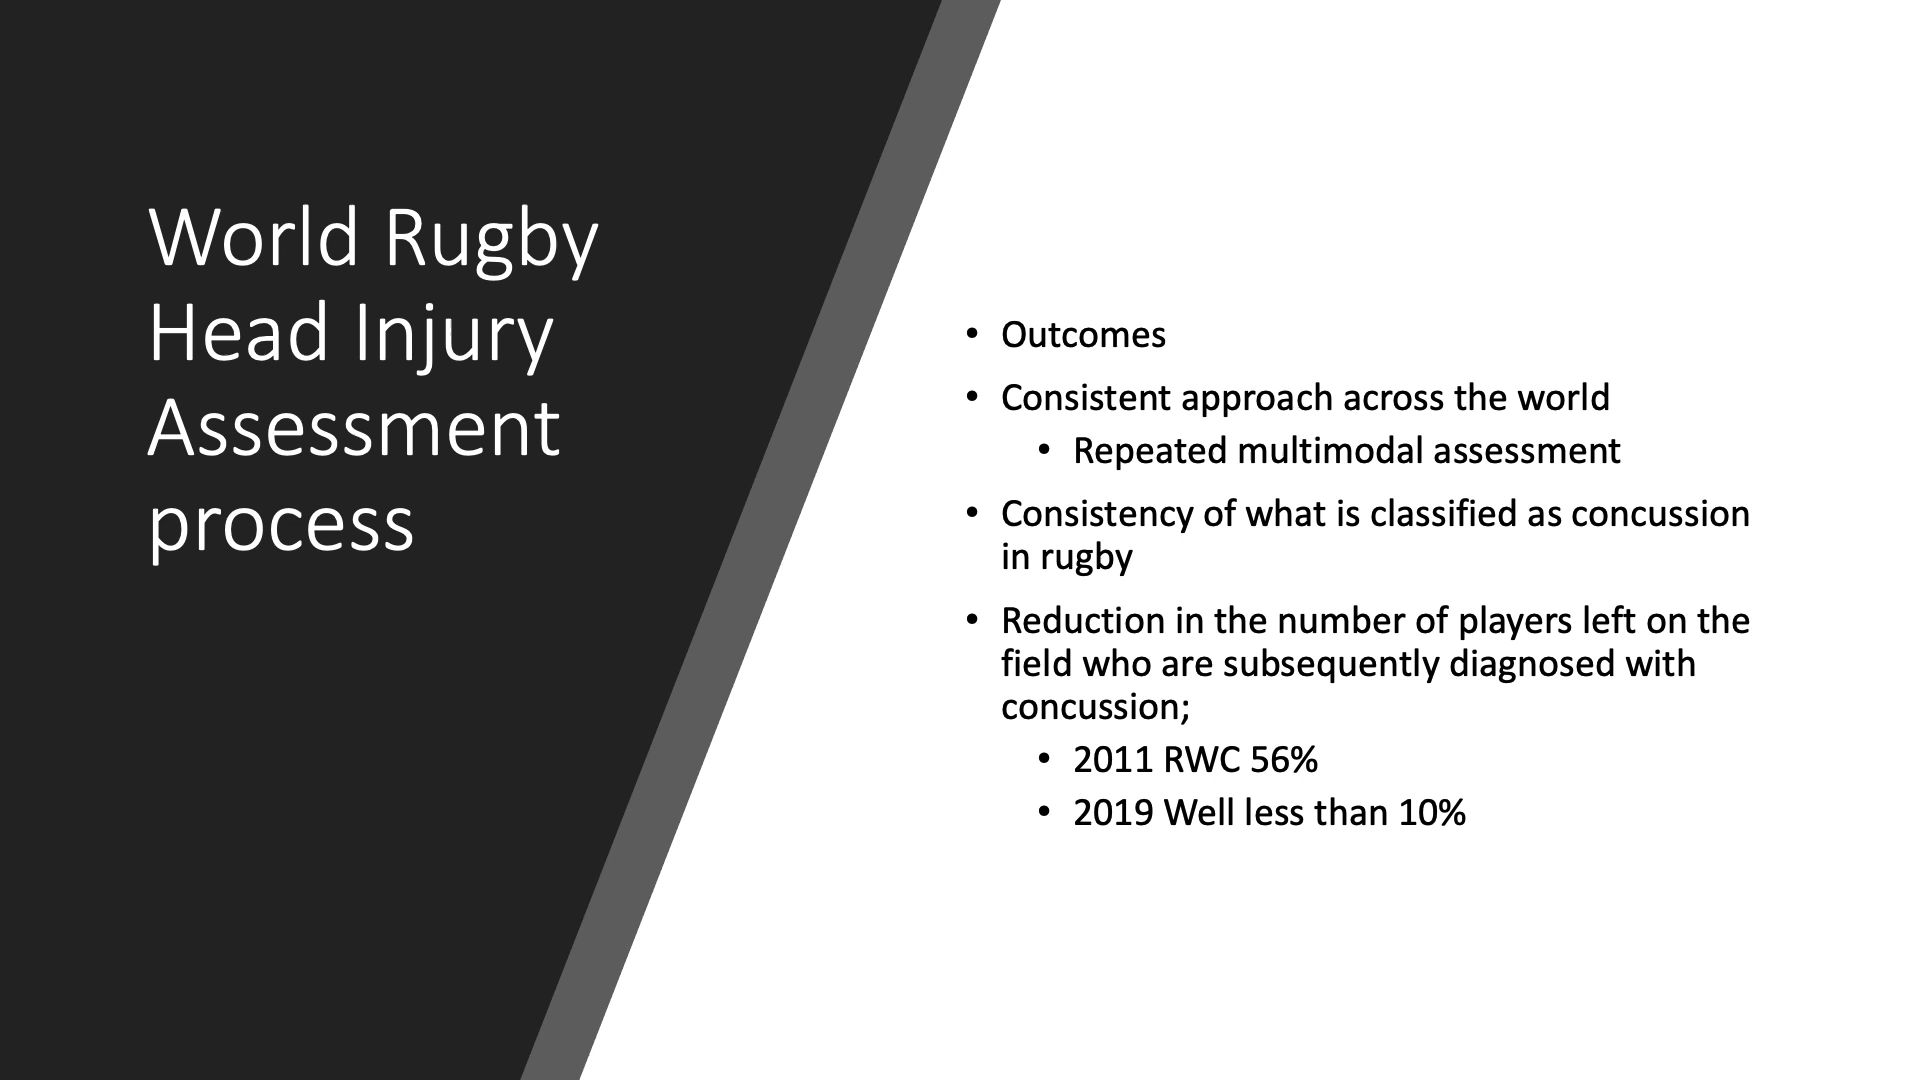 World Rugby
Head Injury
Assessment
process
• Outcomes
• Consistent approach across the world
• Repeated multimodal assessment
• Consistency of what is classified as concussion
in rugby
• Reduction in the number of players left on the
field who are subsequently diagnosed with
concussion;
• 2011 RWC 56%
• 2019 Well less than 10%